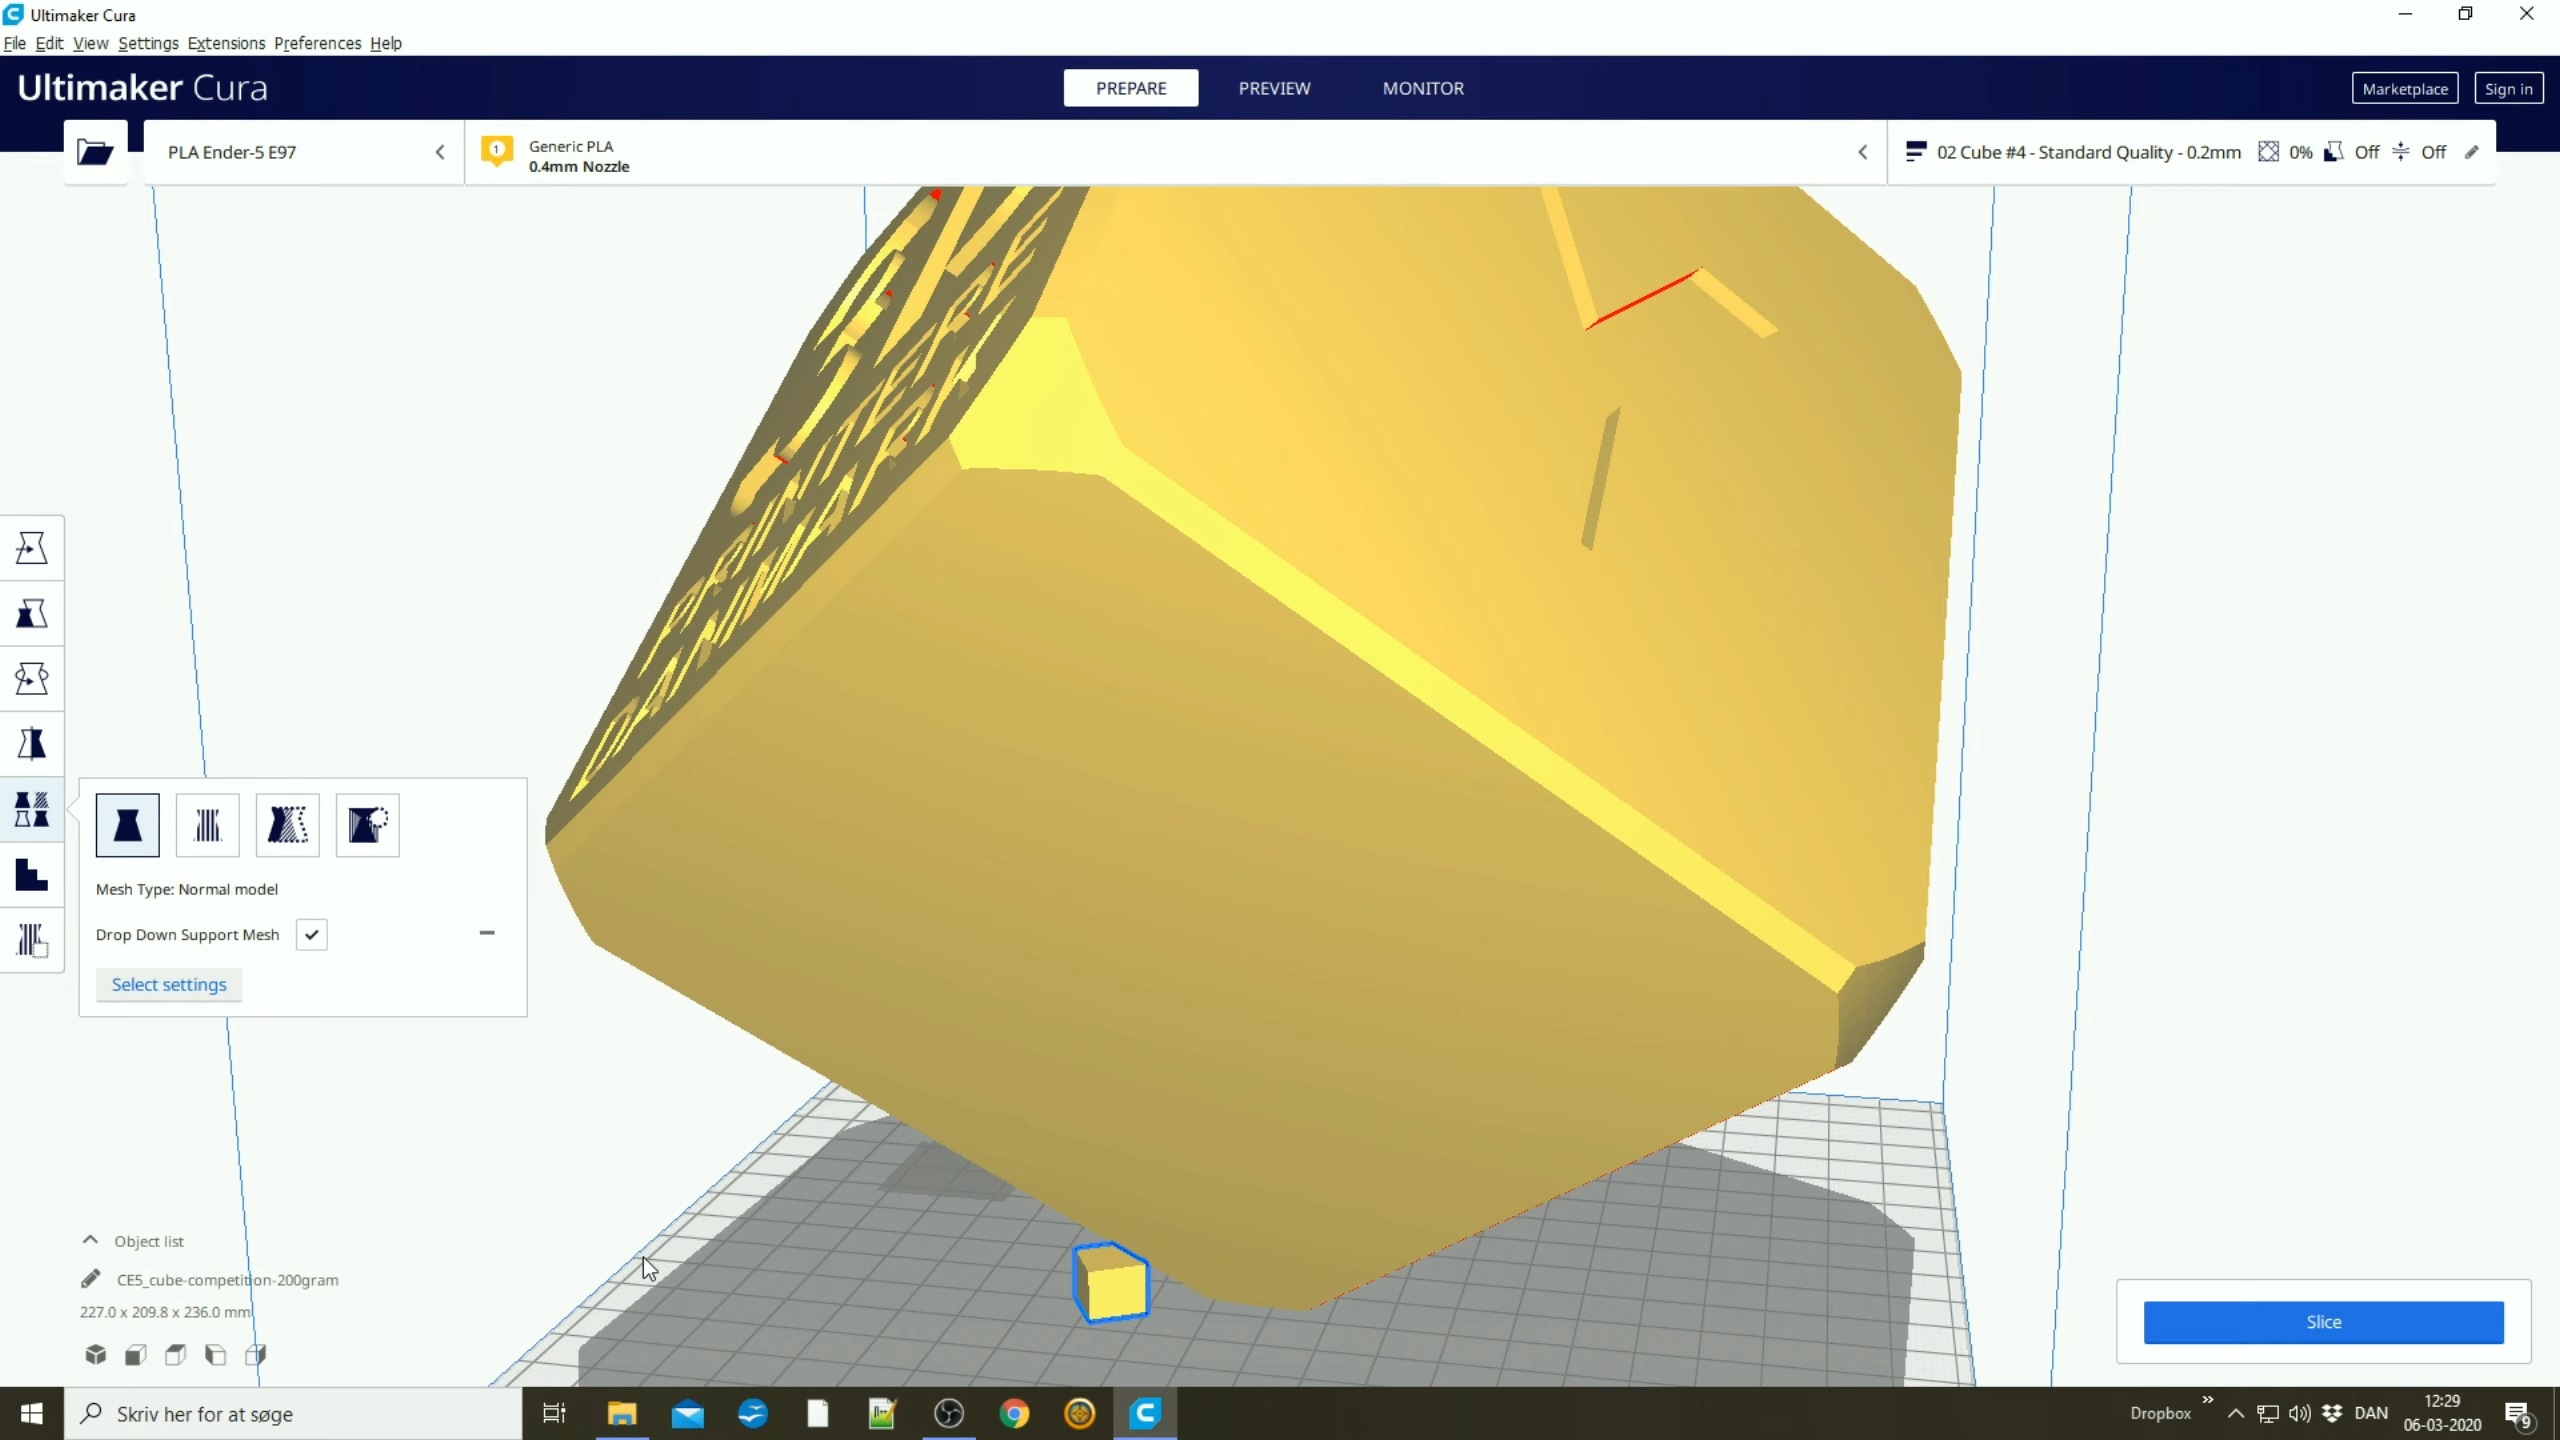 Ultimaker Cura
File Edit View Settings Extensions Preferences Help
Ultimaker Cura
PREPARE PREVIEW MONITOR
Marketplace Sign in
PLA Ender-5 E97
1
Generic PLA
0.4mm Nozzle
02 Cube #4 - Standard Quality - 0.2mm 0% Off Off
Mesh Type: Normal model
Drop Down Support Mesh
Select settings
Object list
CE5_cube-competition-200gram
227.0 x 209.8 x 236.0 mm
Slice
Skriv her for at søge
Dropbox
DAN
12:29
06-03-2020
9